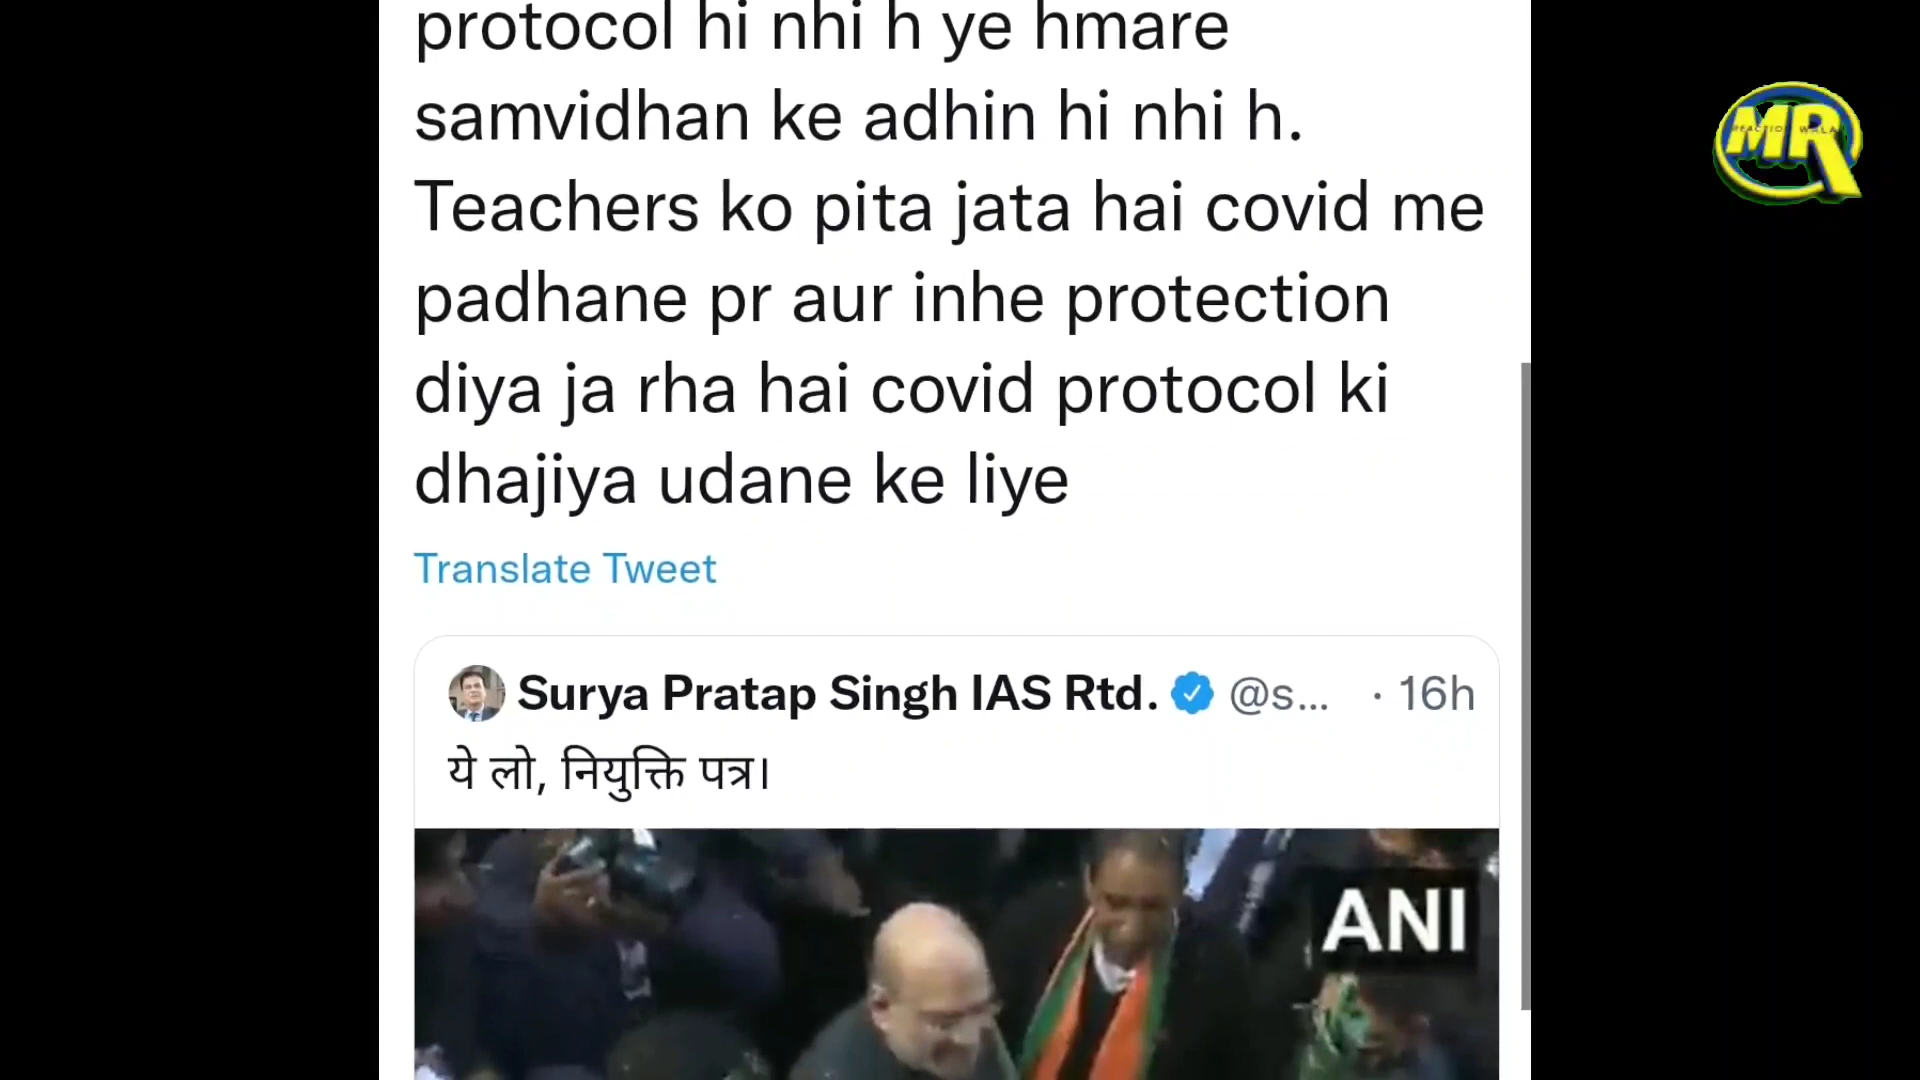 protocol hi nhi h ye hmare
samvidhan ke adhin hi nhi h.
Teachers ko pita jata hai covid me
padhane pr aur inhe protection
diya ja rha hai covid protocol ki
dhajiya udane ke liye
Translate Tweet
Surya Pratap Singh IAS Rtd. @s... · 16h
ये लो, नियुक्ति पत्र।
ANI
MR
REACTION WALA